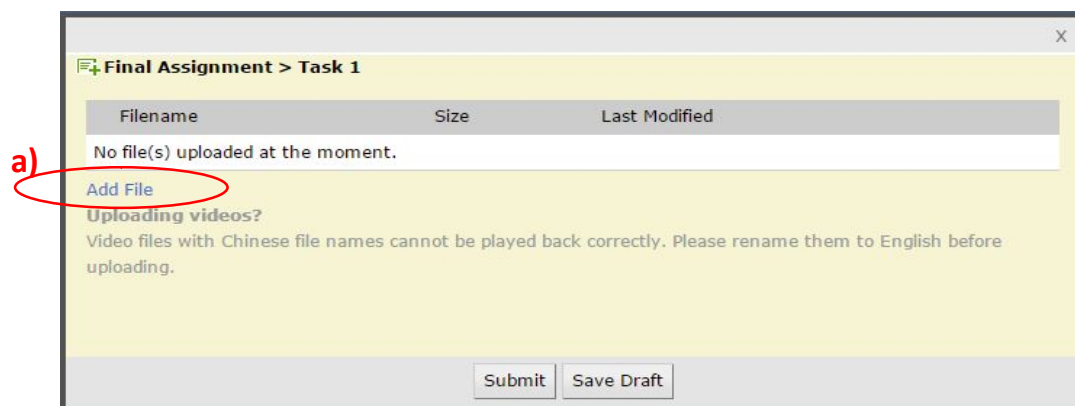 X
Final Assignment > Task 1
Filename Size Last Modified
No file(s) uploaded at the moment.
a)
Add File
Uploading videos?
Video files with Chinese file names cannot be played back correctly. Please rename them to English before
uploading.
Submit Save Draft